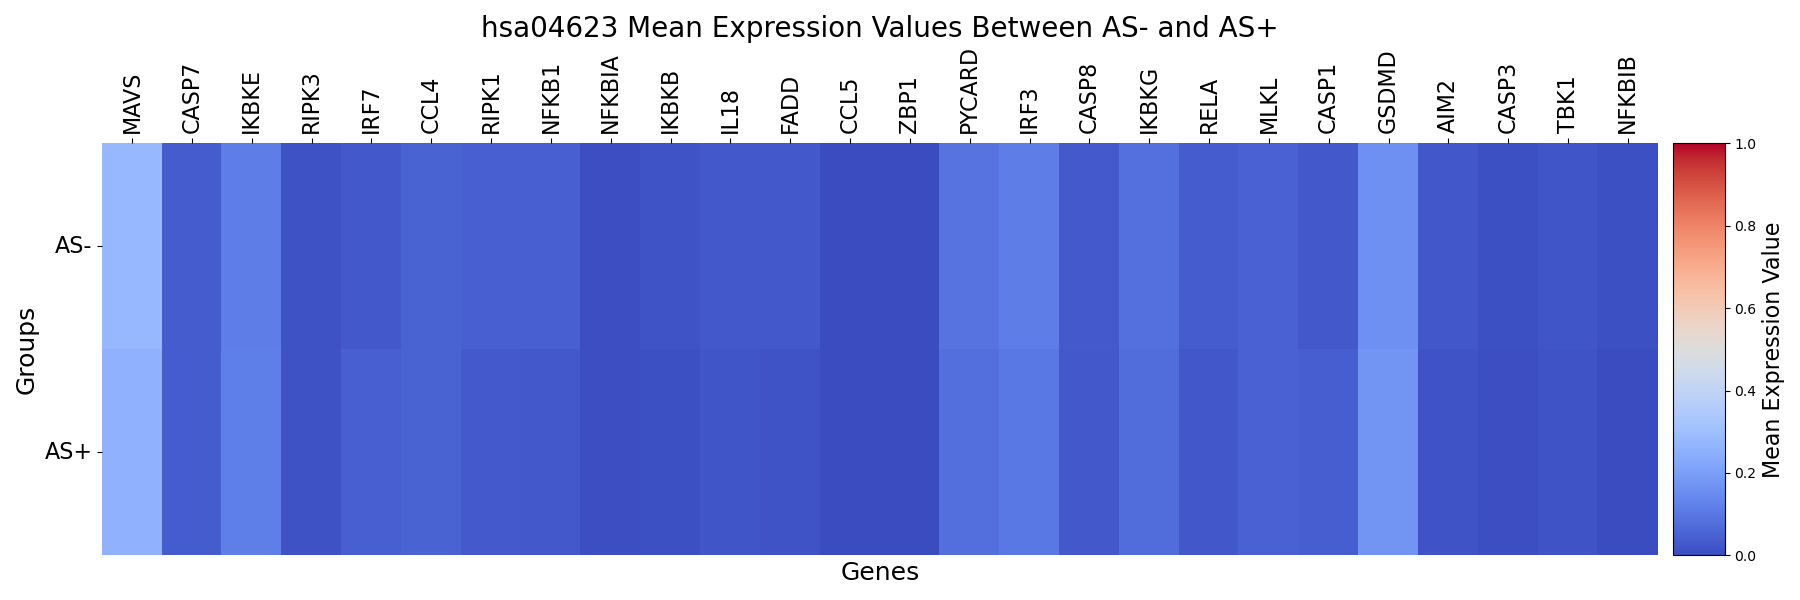 hsa04623 Mean Expression Values Between AS- and AS+
MAVS
CASP7
IKBKE
RIPK3
IRF7
CCL4
RIPK1
NFKB1
NFKBIA
IKBKB
IL18
FADD
CCL5
ZBP1
PYCARD
IRF3
CASP8
IKBKG
RELA
MLKL
CASP1
GSDMD
AIM2
CASP3
TBK1
NFKBIB
Groups
AS-
AS+
Genes
1.0
0.8
0.6
0.4
0.2
0.0
Mean Expression Value